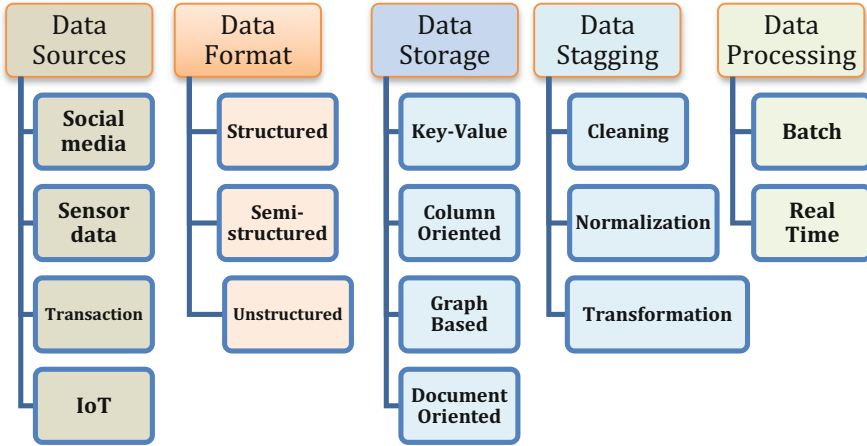 Data
Sources
Social
media
Sensor
data
Transaction
IoT
Data
Format
Structured
Semi-
structured
Unstructured
Data
Storage
Key-Value
Column
Oriented
Graph
Based
Document
Oriented
Data
Stagging
Cleaning
Normalization
Transformation
Data
Processing
Batch
Real
Time